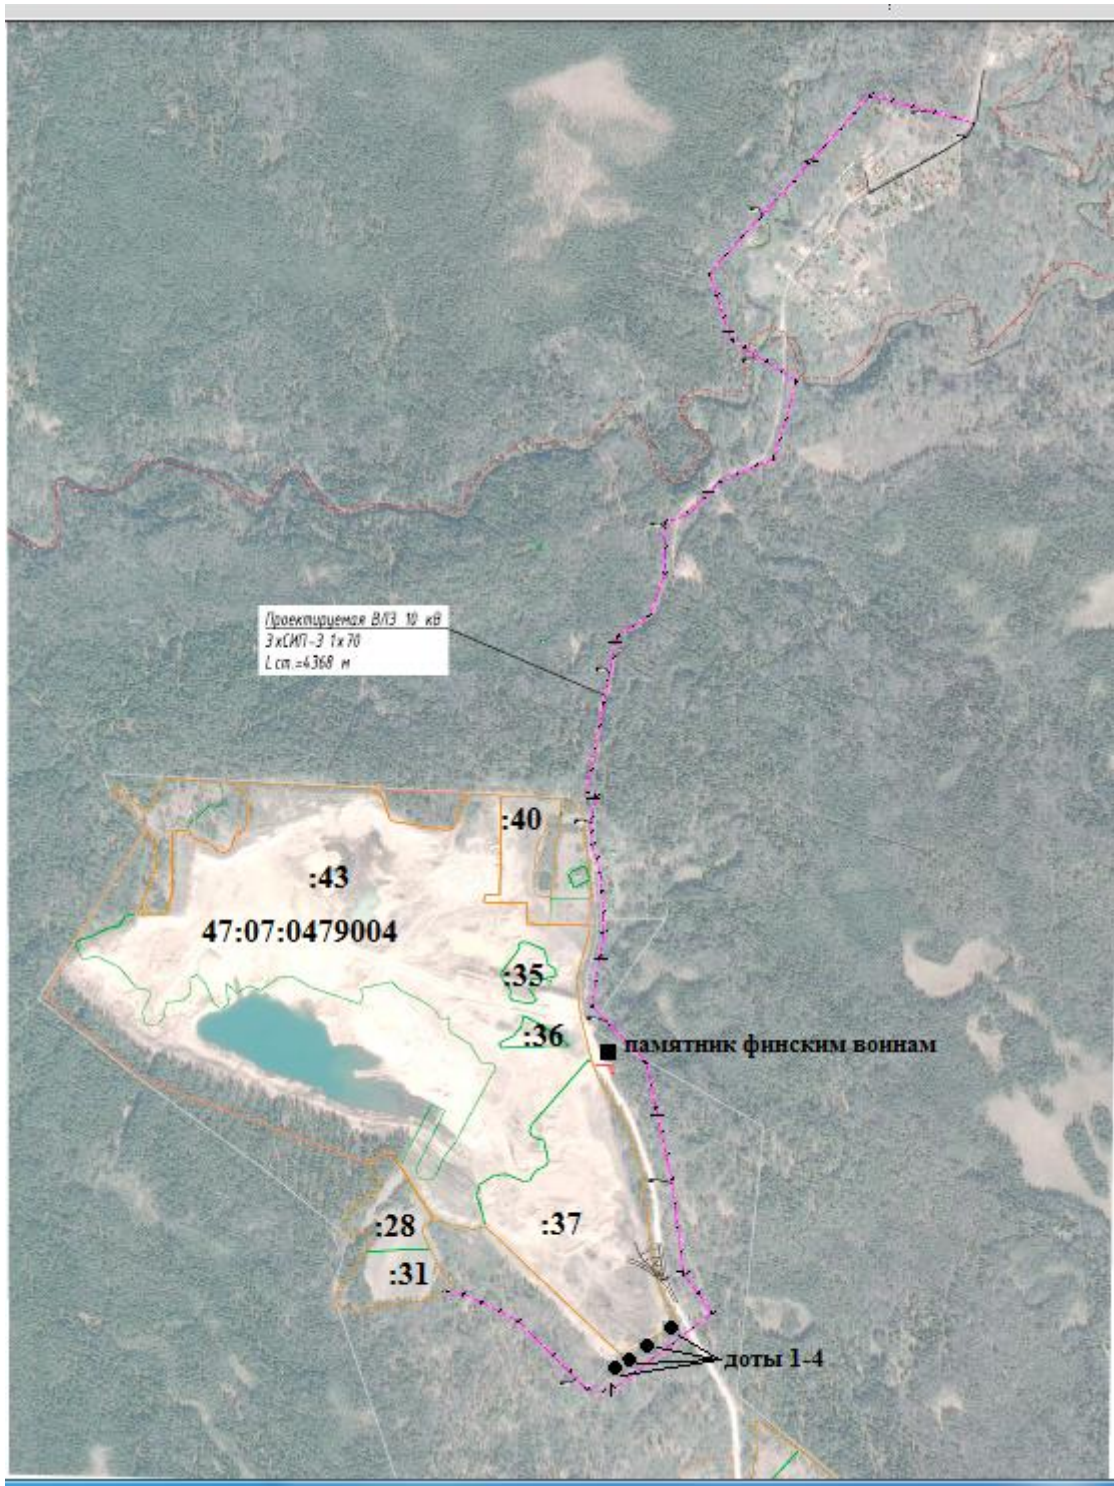 Проектируемая ВЛЗ 10 кВ
3хСИП-3 1х70
L ст.=4368 м
:40
:43
47:07:0479004
:35
:36
памятник финским воинам
:37
:28
:31
доты 1-4